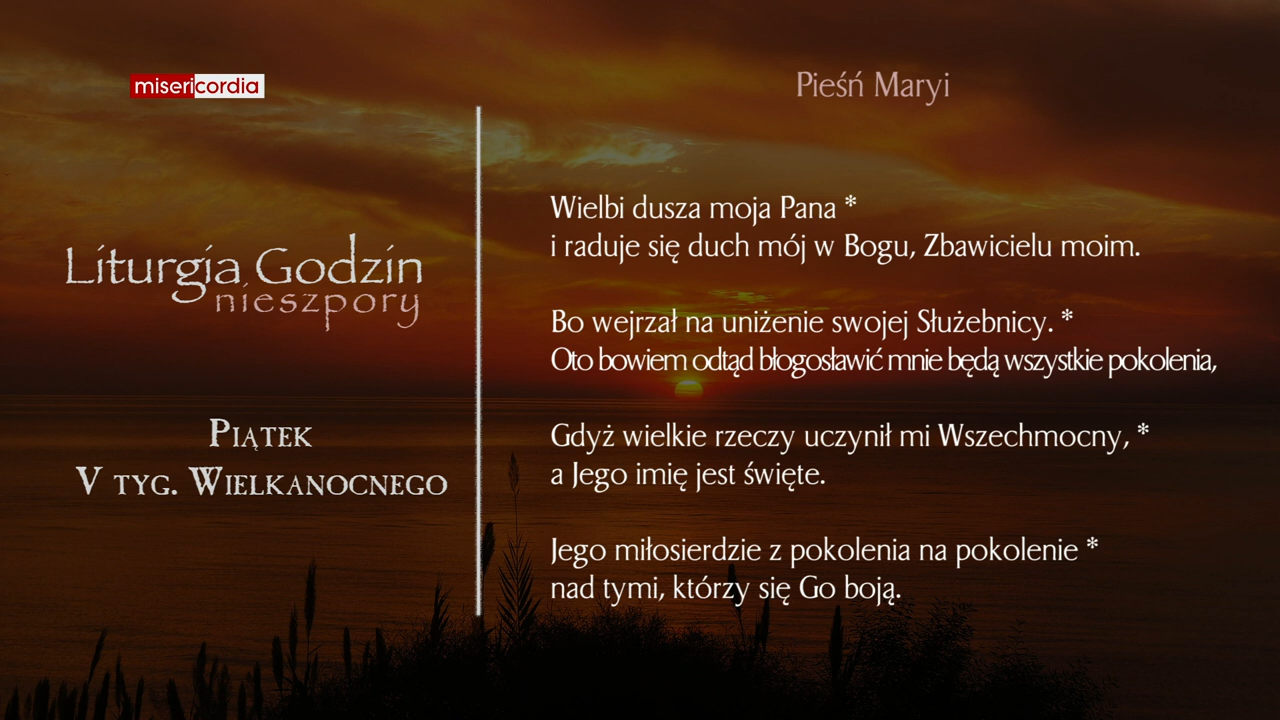 misericordia
Liturgia Godzin
nieszpory
Piątek
V tyg. Wielkanocnego
Pieśń Maryi
Wielbi dusza moja Pana *
i raduje się duch mój w Bogu, Zbawicielu moim.
Bo wejrzał na uniżenie swojej Służebnicy. *
Oto bowiem odtąd błogosławić mnie będą wszystkie pokolenia,
Gdyż wielkie rzeczy uczynił mi Wszechmocny, *
a Jego imię jest święte.
Jego miłosierdzie z pokolenia na pokolenie *
nad tymi, którzy się Go boją.